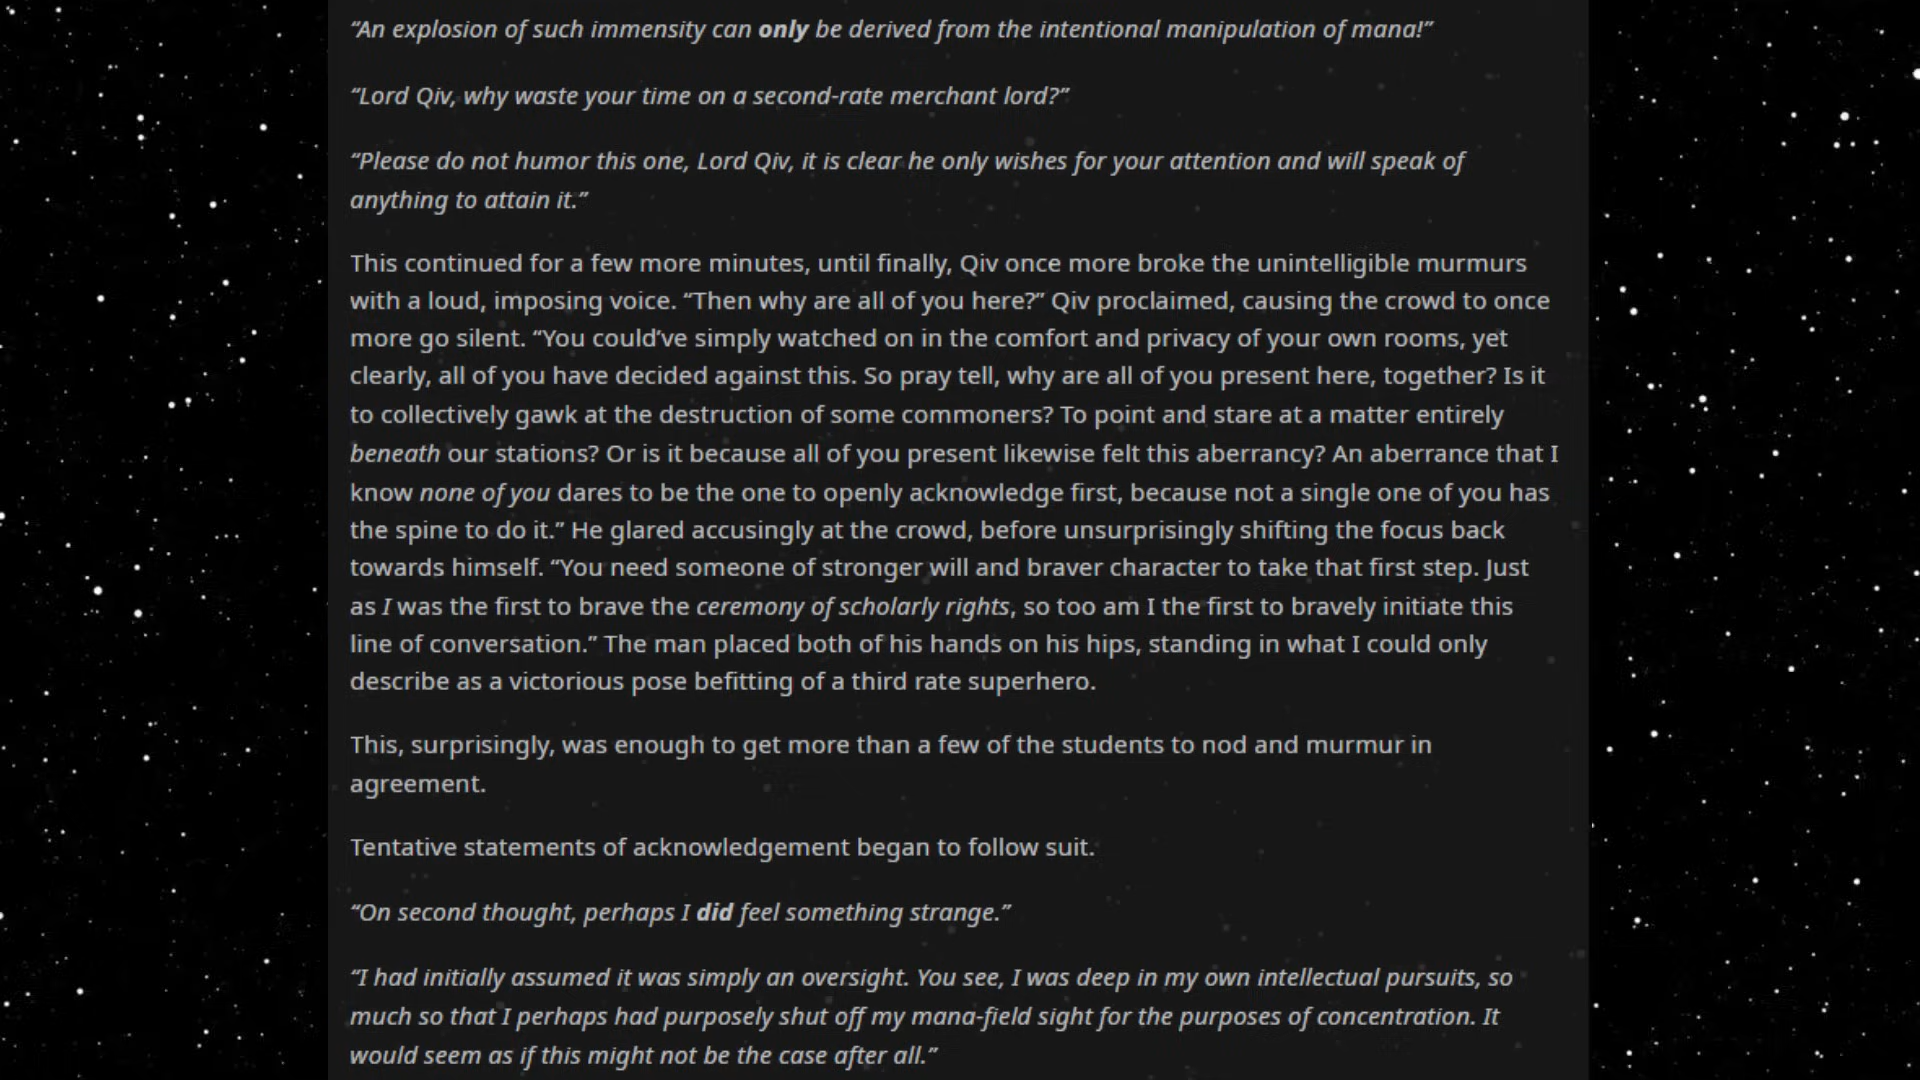 “An explosion of such immensity can only be derived from the intentional manipulation of mana!”
“Lord Qiv, why waste your time on a second-rate merchant lord?”
“Please do not humor this one, Lord Qiv, it is clear he only wishes for your attention and will speak of
anything to attain it.”
This continued for a few more minutes, until finally, Qiv once more broke the unintelligible murmurs
with a loud, imposing voice. “Then why are all of you here?” Qiv proclaimed, causing the crowd to once
more go silent. “You could’ve simply watched on in the comfort and privacy of your own rooms, yet
clearly, all of you have decided against this. So pray tell, why are all of you present here, together? Is it
to collectively gawk at the destruction of some commoners? To point and stare at a matter entirely
beneath our stations? Or is it because all of you present likewise felt this aberrancy? An aberrance that I
know none of you dares to be the one to openly acknowledge first, because not a single one of you has
the spine to do it.” He glared accusingly at the crowd, before unsurprisingly shifting the focus back
towards himself. “You need someone of stronger will and braver character to take that first step. Just
as I was the first to brave the ceremony of scholarly rights, so too am I the first to bravely initiate this
line of conversation.” The man placed both of his hands on his hips, standing in what I could only
describe as a victorious pose befitting of a third rate superhero.
This, surprisingly, was enough to get more than a few of the students to nod and murmur in
agreement.
Tentative statements of acknowledgement began to follow suit.
“On second thought, perhaps I did feel something strange.”
“I had initially assumed it was simply an oversight. You see, I was deep in my own intellectual pursuits, so
much so that I perhaps had purposely shut off my mana-field sight for the purposes of concentration. It
would seem as if this might not be the case after all.”